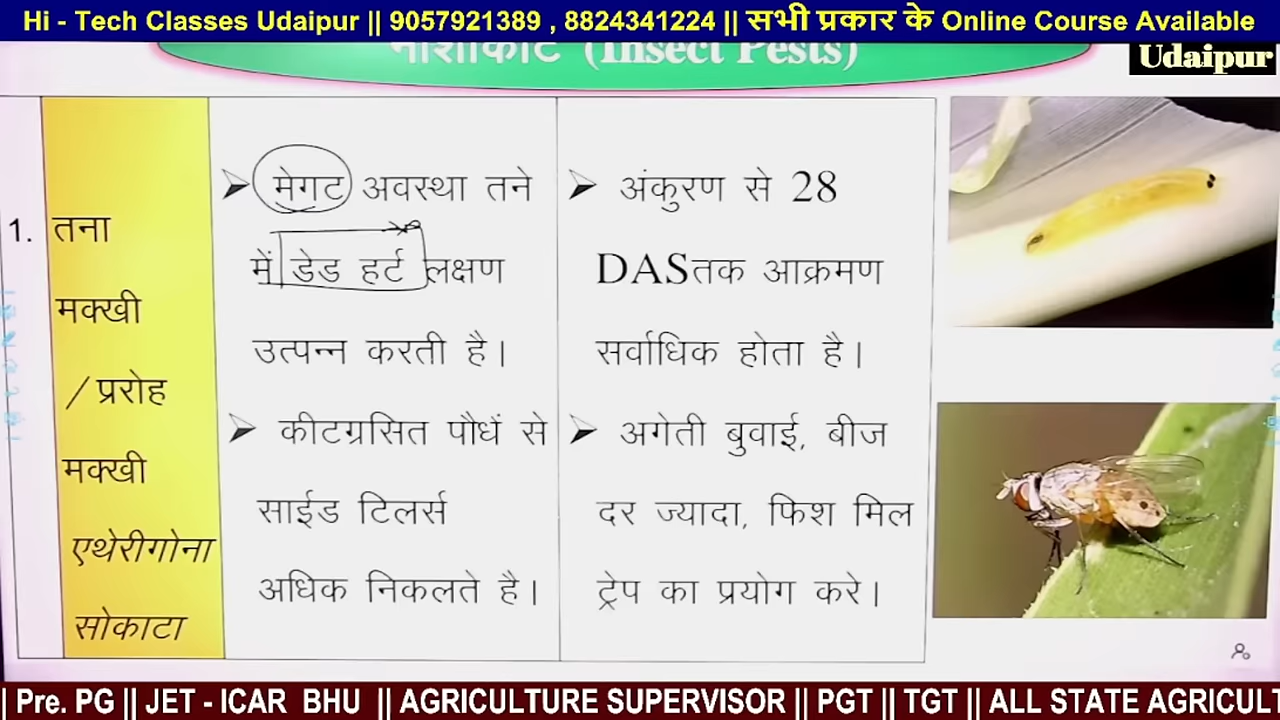 Hi - Tech Classes Udaipur || 9057921389 , 8824341224 || सभी प्रकार के Online Course Available
नाशीकीट (Insect Pests)
Udaipur
1. तना
मक्खी
/ प्ररोह
मक्खी
एथेरीगोना
सोकाटा
➢ मेगट अवस्था तने
में डेड हर्ट लक्षण
उत्पन्न करती है।
➢ कीटग्रसित पौधें से
साईड टिलर्स
अधिक निकलते है।
➢ अंकुरण से 28
DASतक आक्रमण
सर्वाधिक होता है।
➢ अगेती बुवाई, बीज
दर ज्यादा, फिश मिल
ट्रेप का प्रयोग करे।
|| Pre. PG || JET - ICAR BHU || AGRICULTURE SUPERVISOR || PGT || TGT || ALL STATE AGRICULT